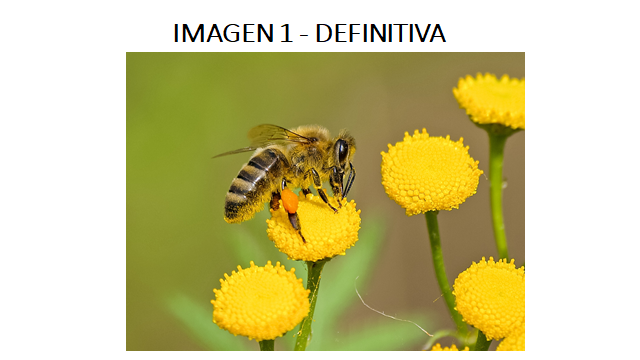 IMAGEN 1 - DEFINITIVA